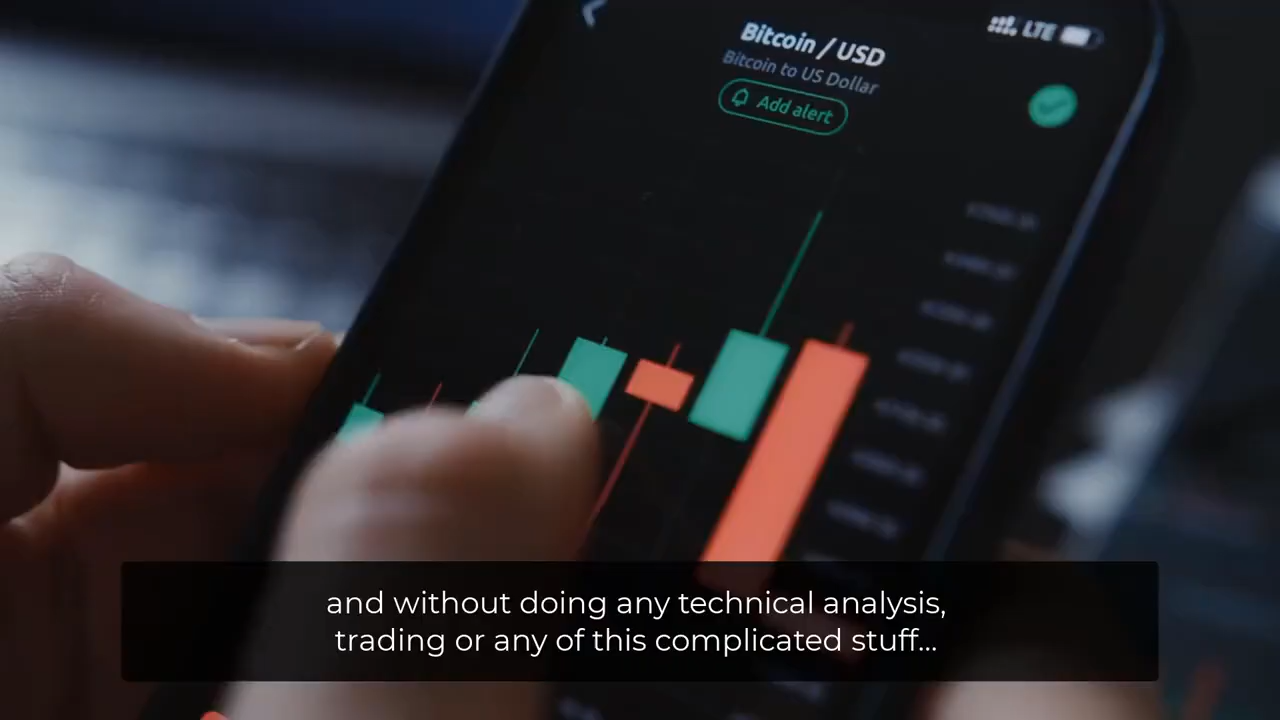 LTE
Bitcoin / USD
Bitcoin to US Dollar
Add alert
and without doing any technical analysis,
trading or any of this complicated stuff...